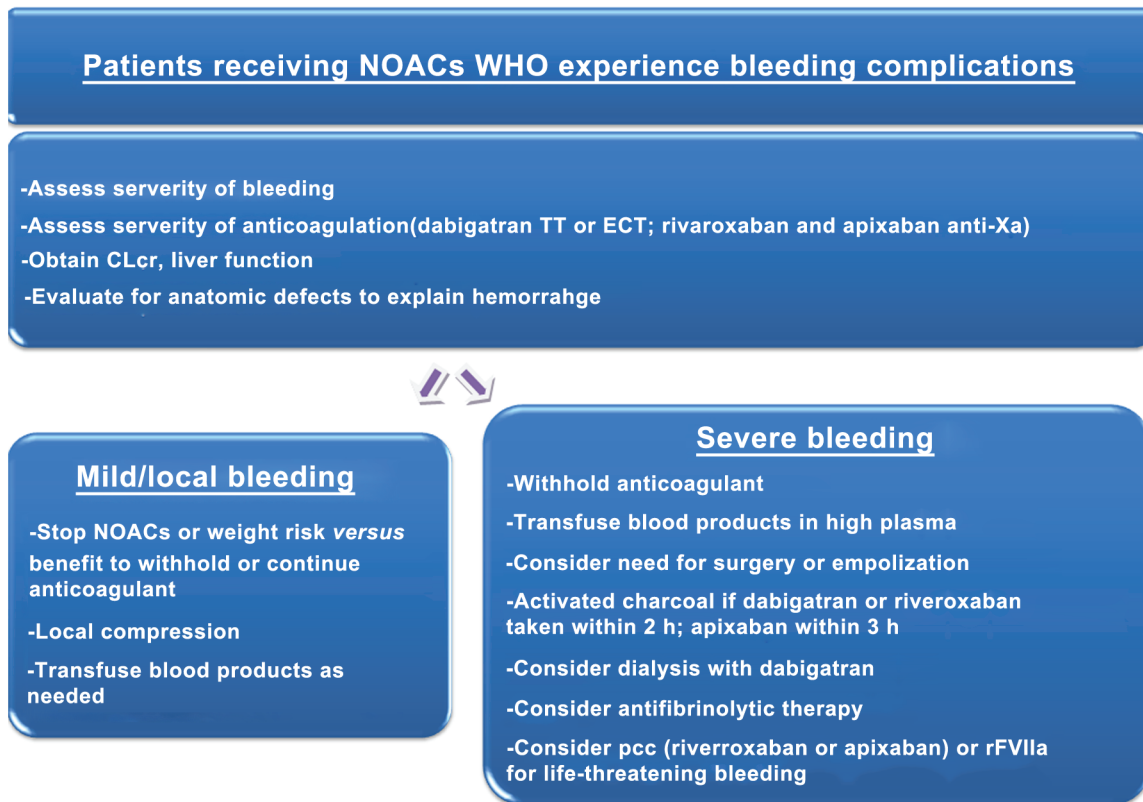 Patients receiving NOACs WHO experience bleeding complications
-Assess serverity of bleeding
-Assess serverity of anticoagulation(dabigatran TT or ECT; rivaroxaban and apixaban anti-Xa)
-Obtain CLcr, liver function
-Evaluate for anatomic defects to explain hemorrahge
Mild/local bleeding
-Stop NOACs or weight risk versus
benefit to withhold or continue
anticoagulant
-Local compression
-Transfuse blood products as
needed
Severe bleeding
-Withhold anticoagulant
-Transfuse blood products in high plasma
-Consider need for surgery or empolization
-Activated charcoal if dabigatran or riveroxaban
taken within 2 h; apixaban within 3 h
-Consider dialysis with dabigatran
-Consider antifibrinolytic therapy
-Consider pcc (riverroxaban or apixaban) or rFVIIa
for life-threatening bleeding